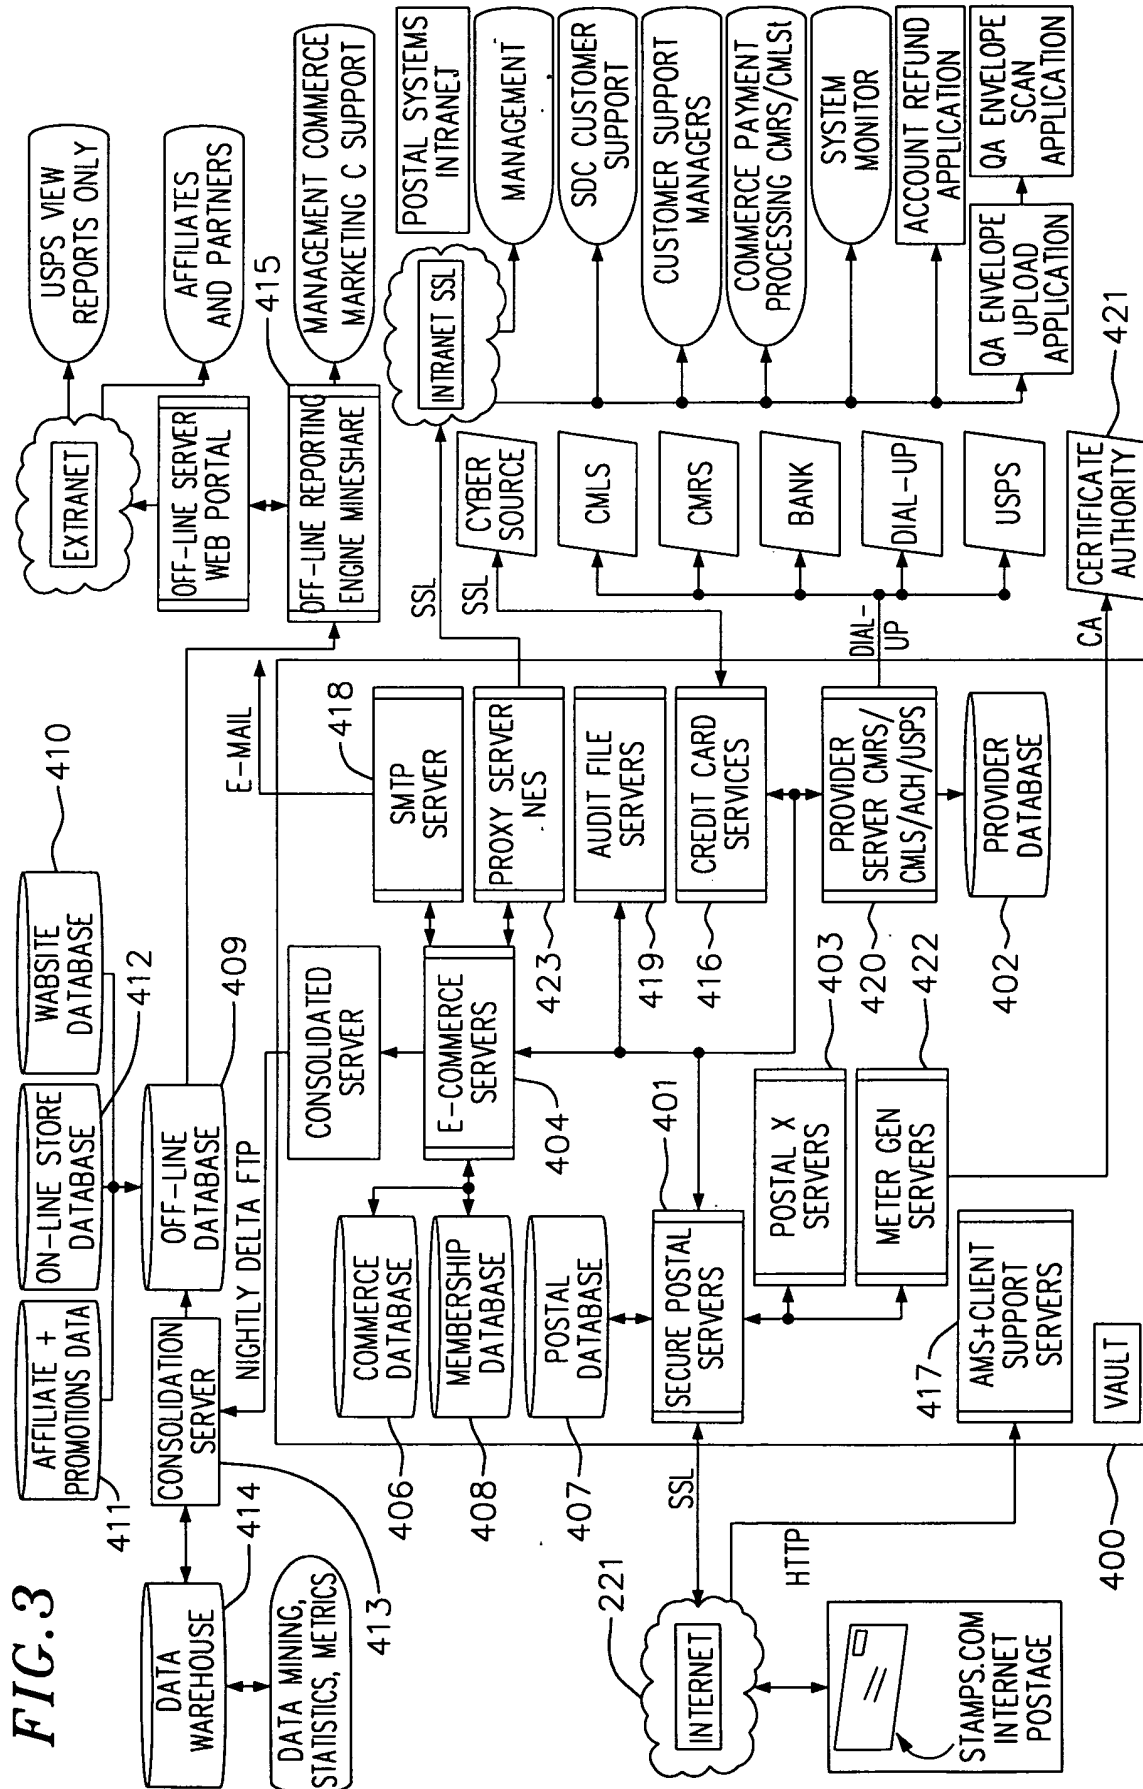 FIG.3
AFFILIATE +
PROMOTIONS DATA
411
ON-LINE STORE
DATABASE
412
WABSITE
DATABASE
410
DATA
WAREHOUSE
414
CONSOLIDATION
SERVER
413
OFF-LINE
DATABASE
409
DATA MINING,
STATISTICS, METRICS
NIGHTLY DELTA FTP
E-MAIL
EXTRANET
USPS VIEW
REPORTS ONLY
AFFILIATES
AND PARTNERS
OFF-LINE SERVER
WEB PORTAL
OFF-LINE REPORTING
ENGINE MINESHARE
415
MANAGEMENT COMMERCE
MARKETING C SUPPORT
CONSOLIDATED
SERVER
COMMERCE
DATABASE
406
MEMBERSHIP
DATABASE
408
POSTAL
DATABASE
407
E-COMMERCE
SERVERS
404
SMTP
SERVER
418
PROXY SERVER
NES
423
AUDIT FILE
SERVERS
419
CREDIT CARD
SERVICES
416
PROVIDER
SERVER CMRS/
CMLS/ACH/USPS
420
PROVIDER
DATABASE
402
SECURE POSTAL
SERVERS
401
POSTAL X
SERVERS
403
METER GEN
SERVERS
422
AMS+CLIENT
SUPPORT
SERVERS
417
VAULT
400
SSL
HTTP
221
INTERNET
STAMPS.COM
INTERNET
POSTAGE
SSL
SSL
DIAL-
UP
CA
INTRANET SSL
CYBER
SOURCE
CMLS
CMRS
BANK
DIAL-UP
USPS
CERTIFICATE
AUTHORITY
421
POSTAL SYSTEMS
INTRANEJ
MANAGEMENT
SDC CUSTOMER
SUPPORT
CUSTOMER SUPPORT
MANAGERS
COMMERCE PAYMENT
PROCESSING CMRS/CMLSt
SYSTEM
MONITOR
ACCOUNT REFUND
APPLICATION
QA ENVELOPE
UPLOAD
APPLICATION
QA ENVELOPE
SCAN
APPLICATION